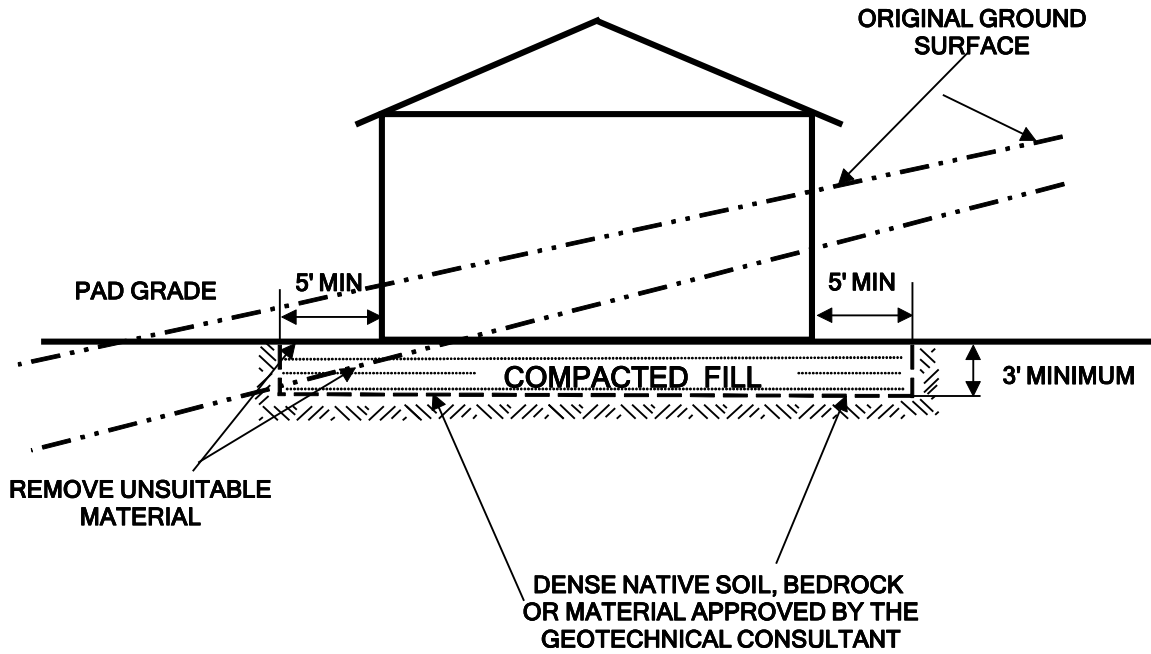 ORIGINAL GROUND
SURFACE
PAD GRADE
5' MIN
5' MIN
COMPACTED FILL
3' MINIMUM
REMOVE UNSUITABLE
MATERIAL
DENSE NATIVE SOIL, BEDROCK
OR MATERIAL APPROVED BY THE
GEOTECHNICAL CONSULTANT